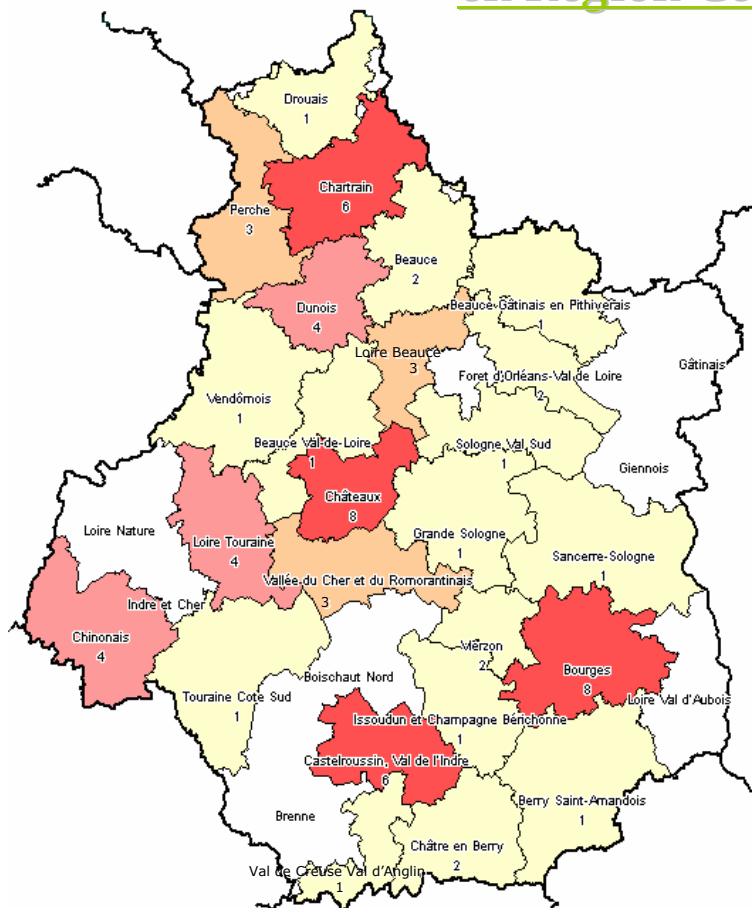 en Région Ce
Drouais
1
Chartrain
6
Perche
3
Beauce
2
Dunois
4
Beauce Gâtinais en Pithiverais
1
Loire Beauce
3
Gâtinais
Foret d'Orléans-Val de Loire
2
Vendômois
1
Beauce Val-de-Loire
1
Sologne Val Sud
1
Giennois
Châteaux
8
Loire Nature
Loire Touraine
4
Grande Sologne
1
Sancerre-Sologne
1
Vallée du Cher et du Romorantinais
3
Indre et Cher
Chinonais
4
Vierzon
2
Bourges
8
Boischaut Nord
Touraine Cote Sud
1
Loire Val d'Aubois
Issoudun et Champagne Bérichonne
1
Castelroussin, Val de l'Indre
6
Berry Saint-Amandois
1
Brenne
Châtre en Berry
2
Val de Creuse Val d'Anglin
1